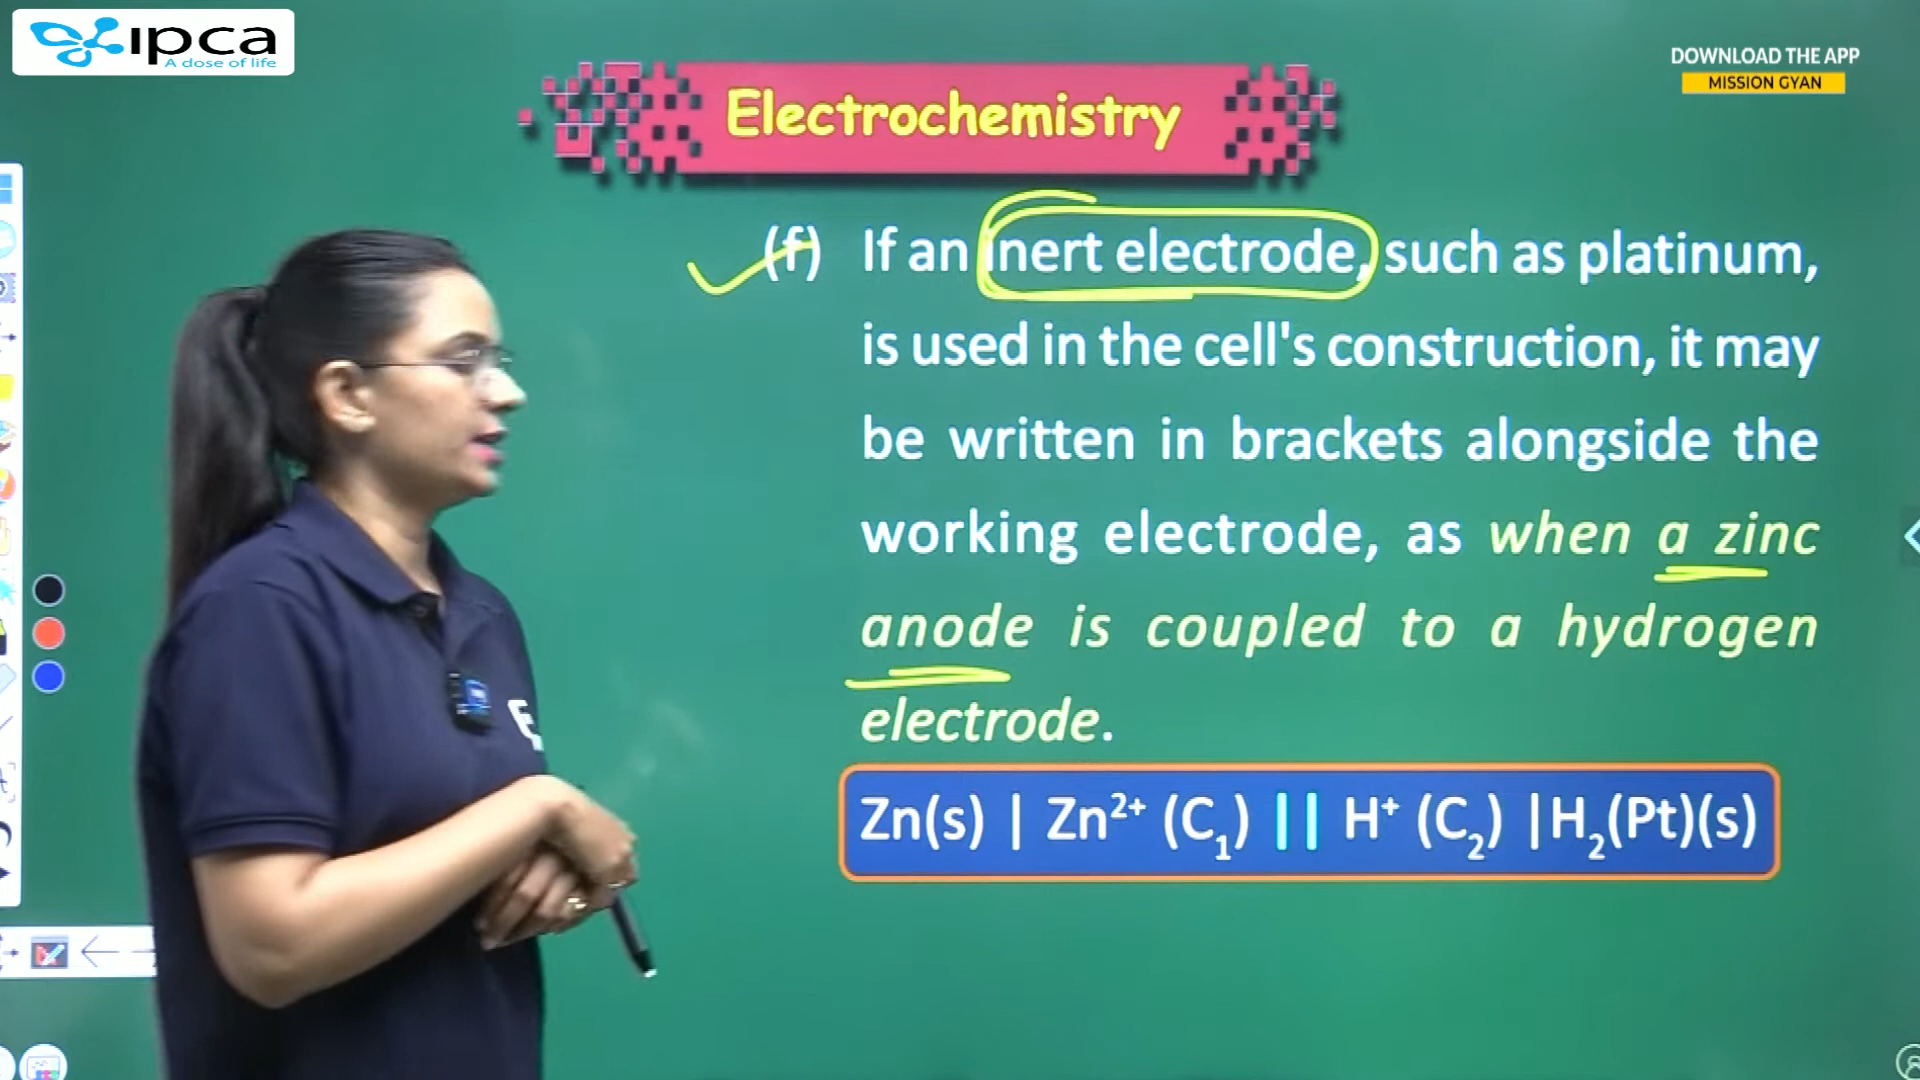 ipca
A dose of life
DOWNLOAD THE APP
MISSION GYAN
Electrochemistry
(f) If an inert electrode, such as platinum,
is used in the cell's construction, it may
be written in brackets alongside the
working electrode, as when a zinc
anode is coupled to a hydrogen
electrode.
Zn(s) | Zn²⁺ (C₁) || H⁺ (C₂) |H₂(Pt)(s)